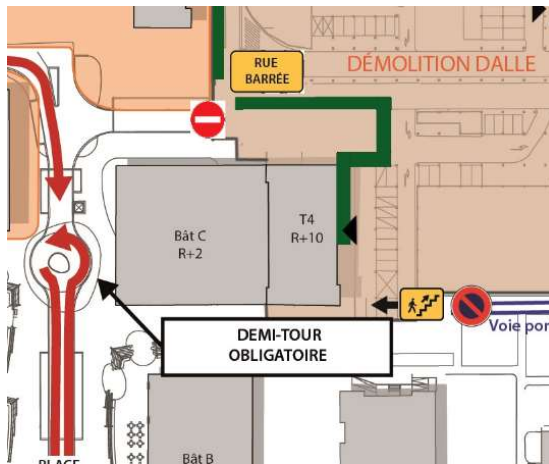 RUE
BARRÉE
DÉMOLITION DALLE
T4
R+10
Bât C
R+2
DEMI-TOUR
OBLIGATOIRE
Voie por
Bât B
PLACE